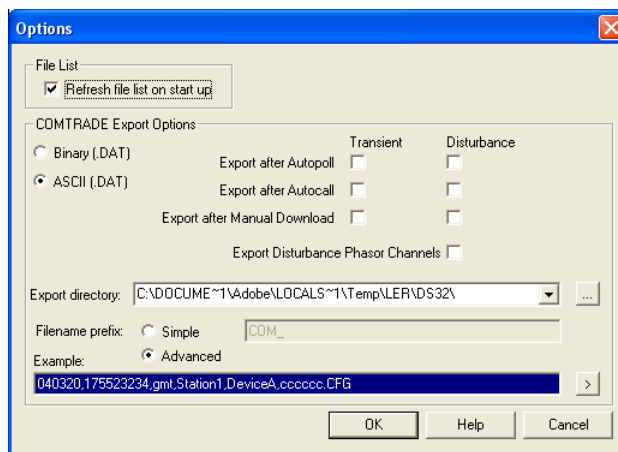 Options
File List
Refresh file list on start up
COMTRADE Export Options
Binary (.DAT)
ASCII (.DAT)
Transient Disturbance
Export after Autopoll
Export after Autocall
Export after Manual Download
Export Disturbance Phasor Channels
Export directory: C:\DOCUME~1\Adobe\LOCALS~1\Temp\LER\DS32\ ...
Filename prefix: Simple COM_
Advanced
Example:
040320,175523234,gmt,Station1,DeviceA,cccccc.CFG >
OK Help Cancel